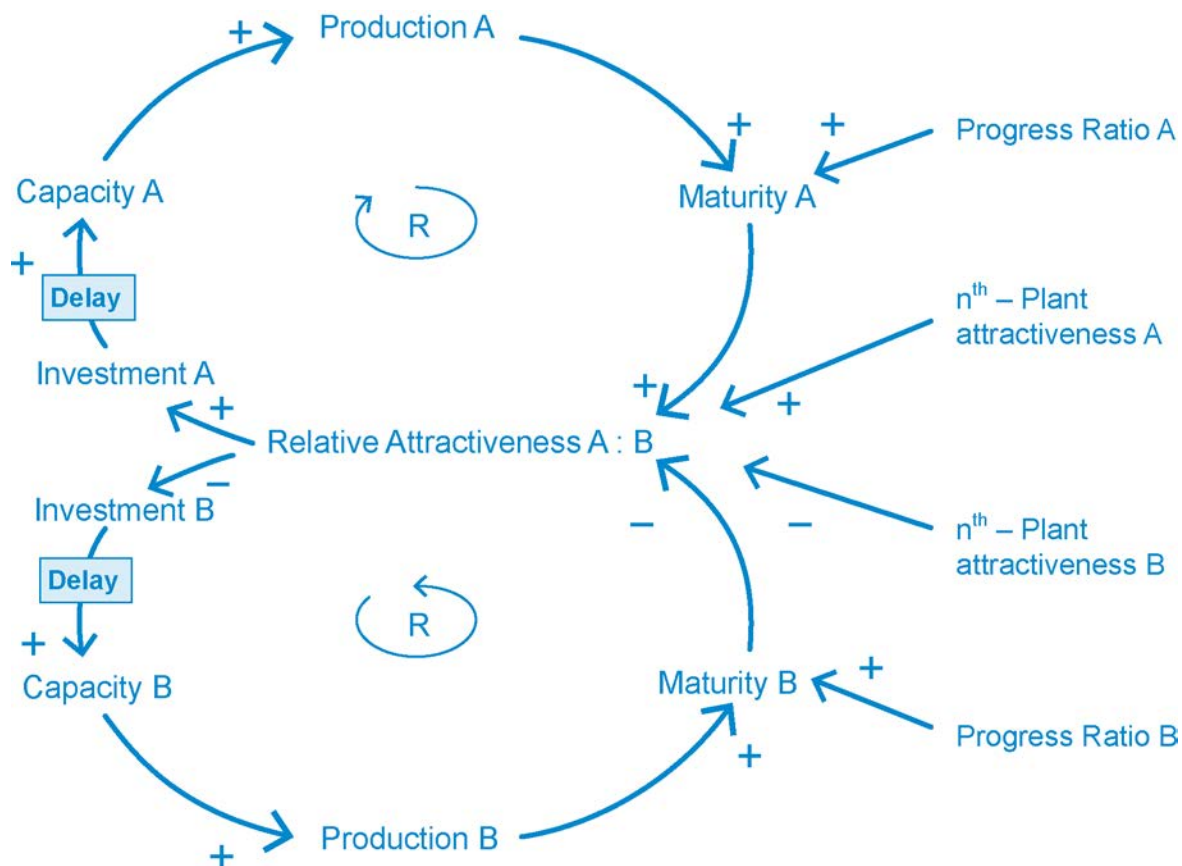 +
Production A
+
+
Progress Ratio A
Capacity A
Maturity A
R
+
Delay
nth – Plant
attractiveness A
Investment A
+
+
+
Relative Attractiveness A : B
–
Investment B
–
–
nth – Plant
attractiveness B
Delay
R
+
+
Capacity B
Maturity B
+
Progress Ratio B
+
Production B